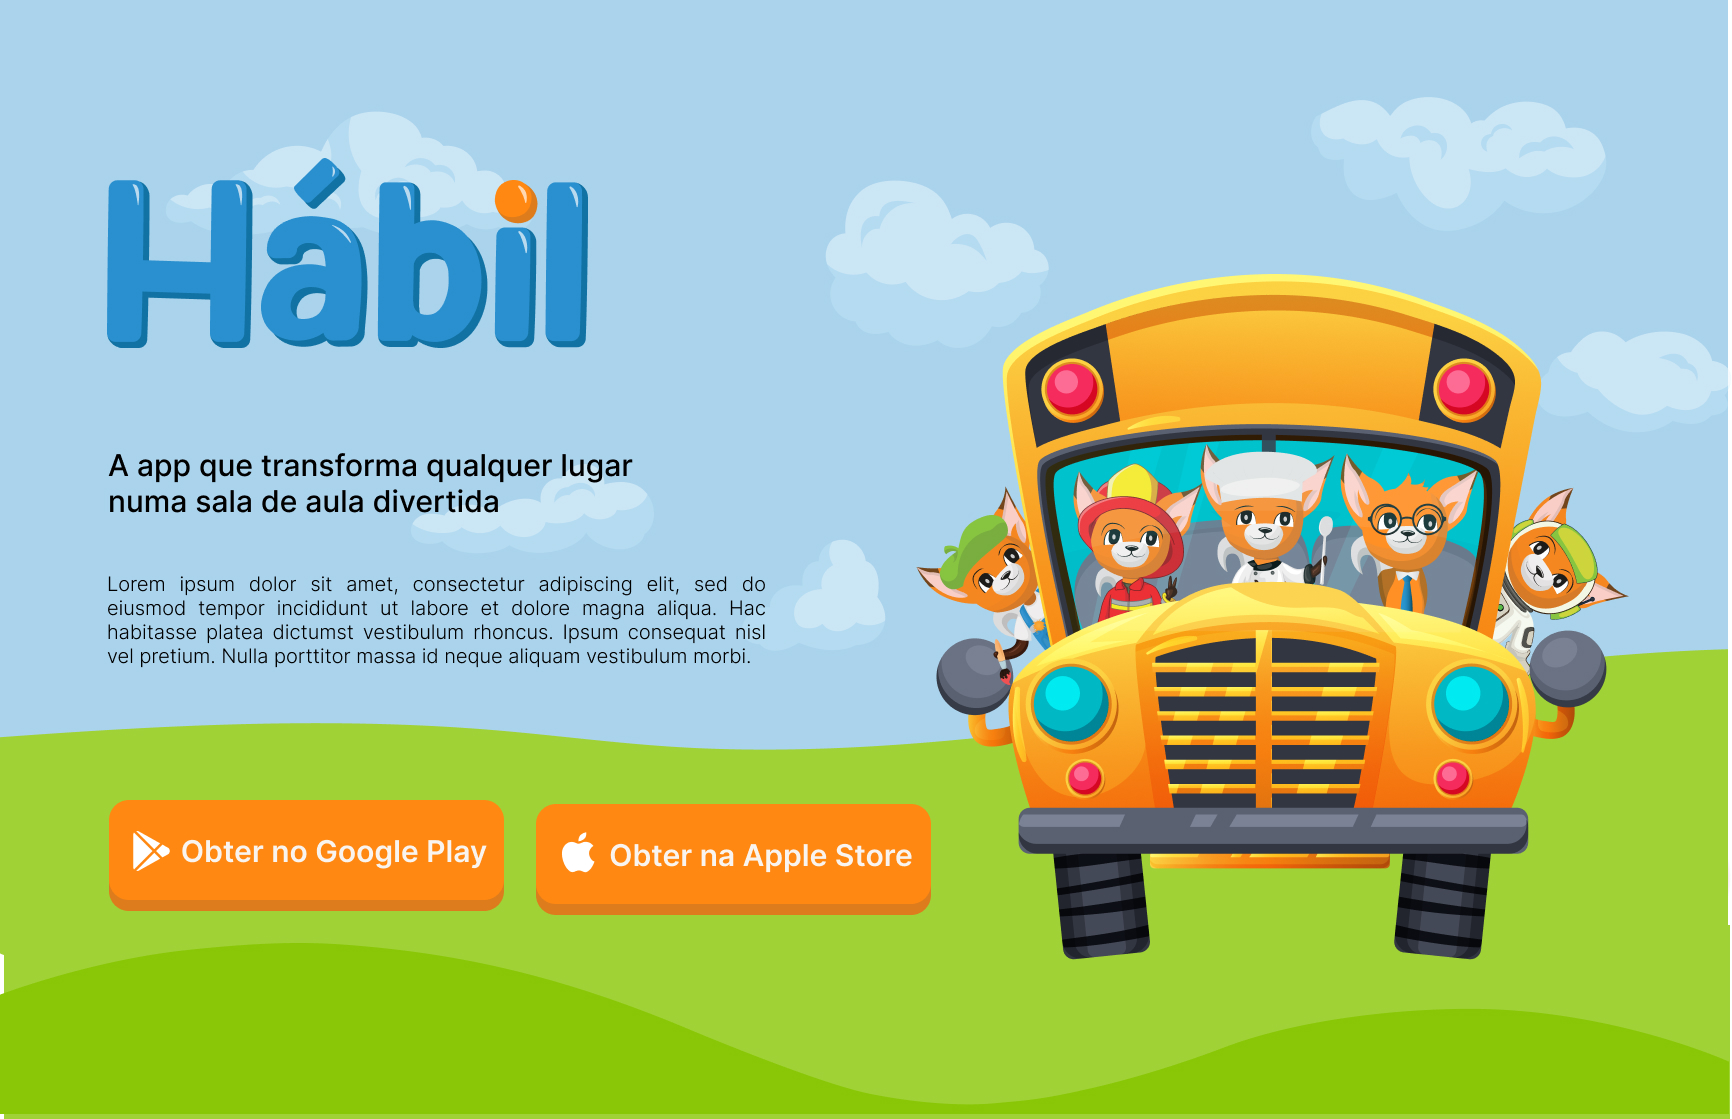 Hábil
A app que transforma qualquer lugar
numa sala de aula divertida
Lorem ipsum dolor sit amet, consectetur adipiscing elit, sed do
eiusmod tempor incididunt ut labore et dolore magna aliqua. Hac
habitasse platea dictumst vestibulum rhoncus. Ipsum consequat nisl
vel pretium. Nulla porttitor massa id neque aliquam vestibulum morbi.
Obter no Google Play
Obter na Apple Store